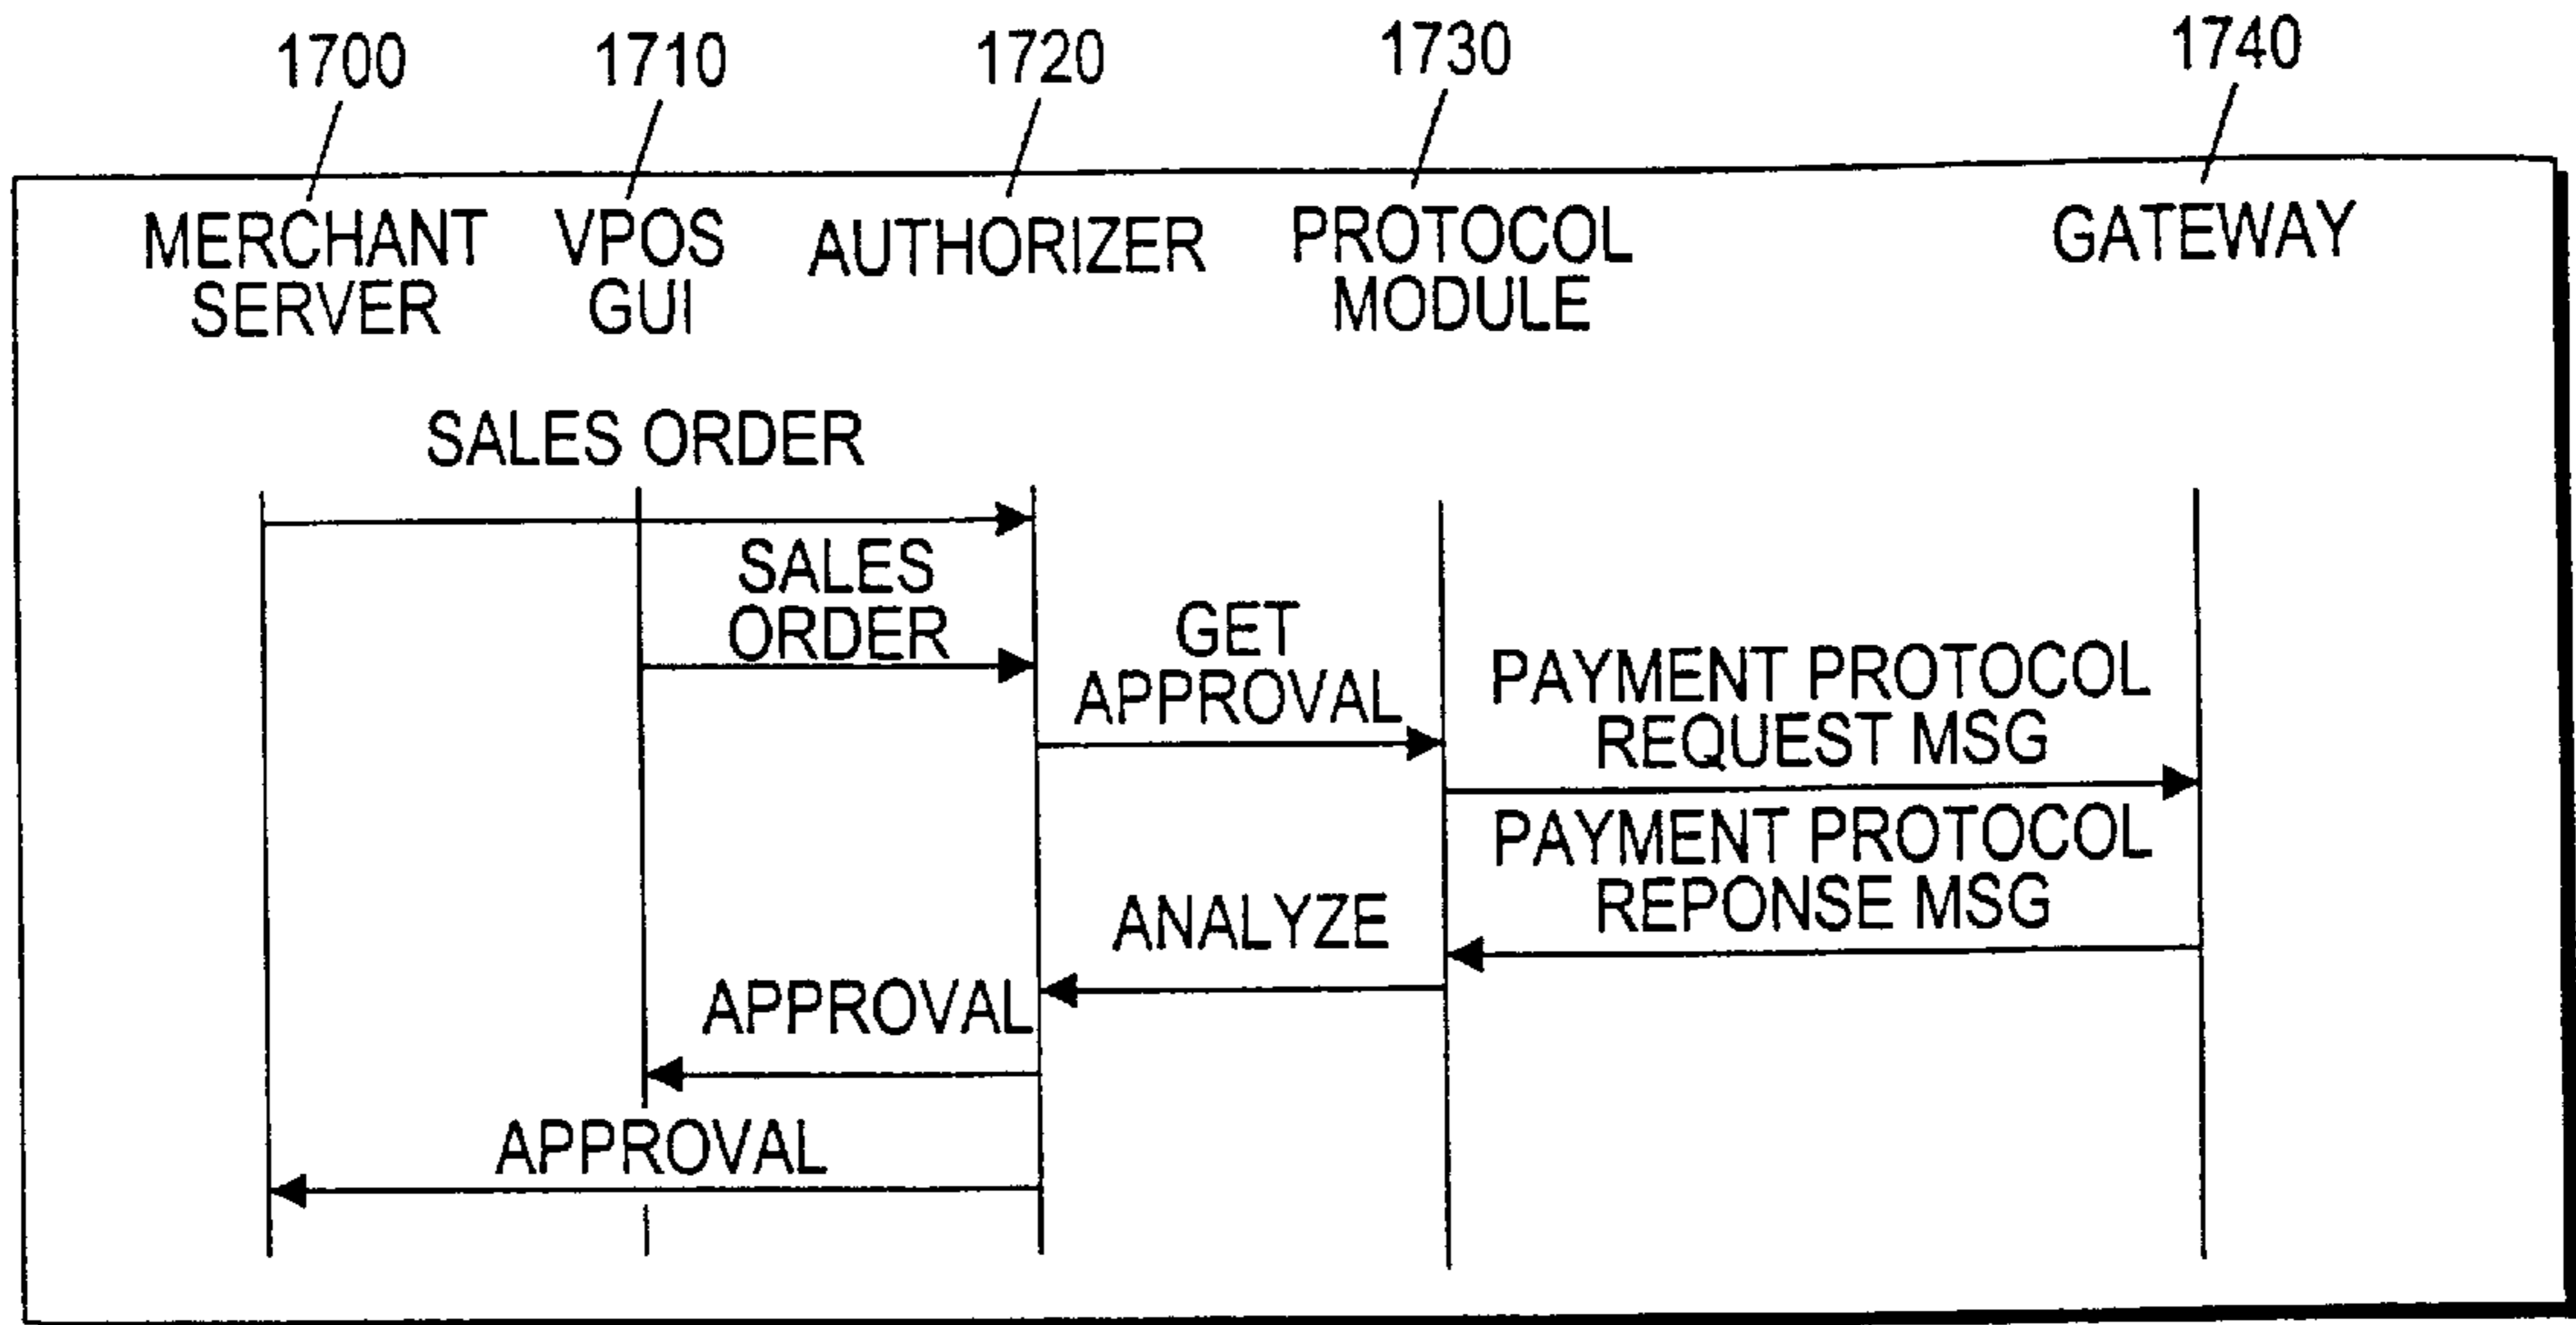 1700 1710 1720 1730 1740
MERCHANT VPOS AUTHORIZER PROTOCOL GATEWAY
SERVER GUI MODULE
SALES ORDER
SALES
ORDER
GET
APPROVAL
PAYMENT PROTOCOL
REQUEST MSG
PAYMENT PROTOCOL
REPONSE MSG
ANALYZE
APPROVAL
APPROVAL